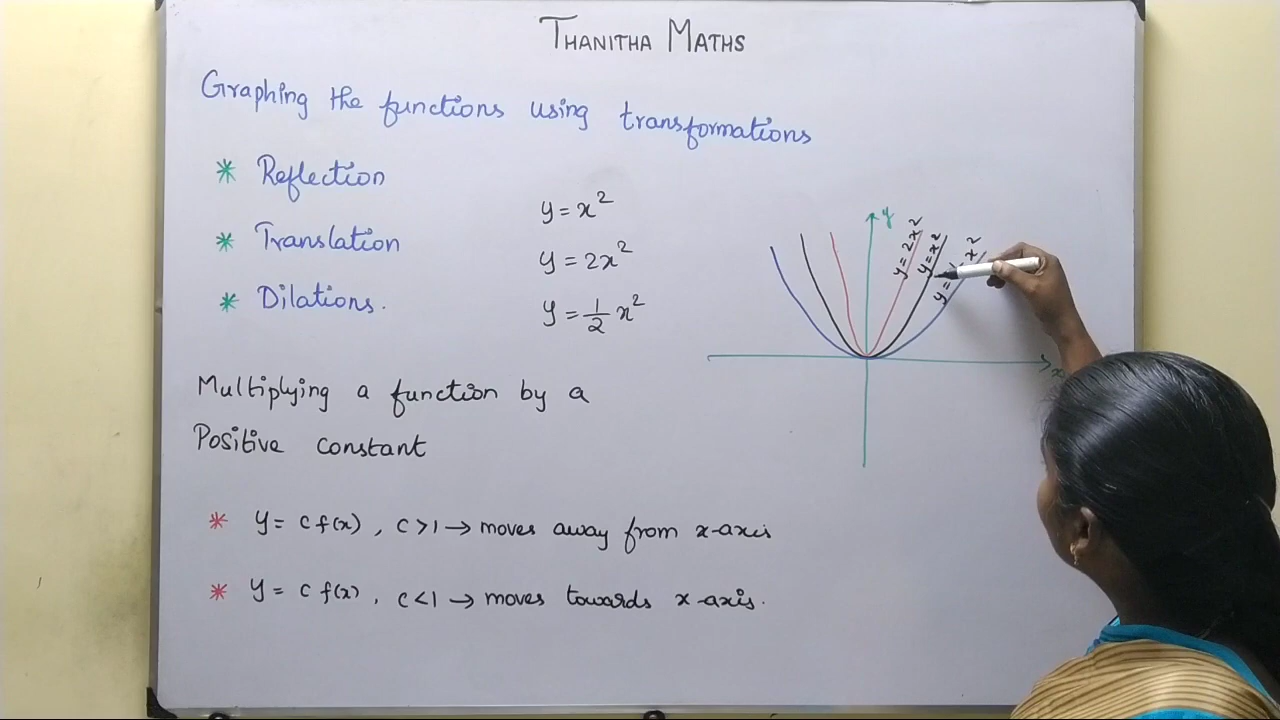 THANITHA MATHS
Graphing the functions using transformations
* Reflection
* Translation
* Dilations.
y = x²
y = 2x²
y = 1/2 x²
y
y = 2x²
y = x²
y = x²
x
Multiplying a function by a
Positive constant
* y = c f(x), c > 1 → moves away from x-axis
* y = c f(x), c < 1 → moves towards x-axis.